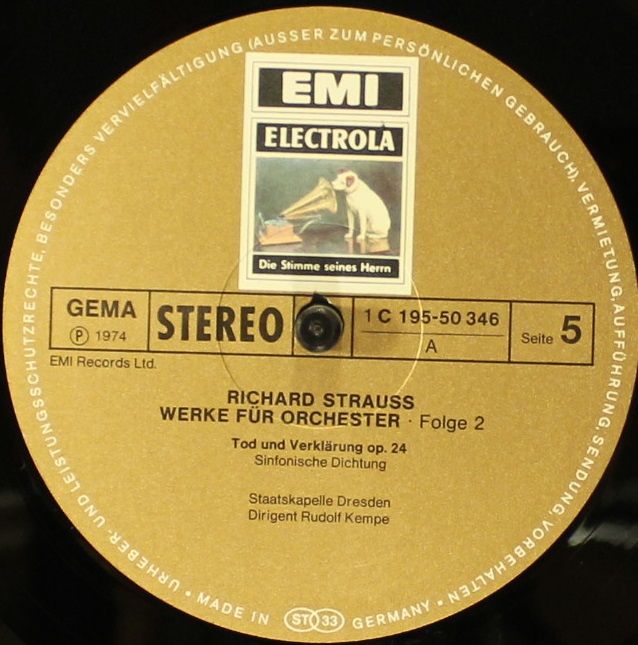 URHEBER- UND LEISTUNGSSCHUTZRECHTE, BESONDERS VERVIELFÄLTIGUNG (AUSSER ZUM PERSÖNLICHEN GEBRAUCH), VERMIETUNG, AUFFÜHRUNG, SENDUNG, VORBEHALTEN
EMI
ELECTROLA
Die Stimme seines Herrn
GEMA
Ⓟ 1974
STEREO
1 C 195-50 346
A
Seite 5
EMI Records Ltd.
RICHARD STRAUSS
WERKE FÜR ORCHESTER · Folge 2
Tod und Verklärung op. 24
Sinfonische Dichtung
Staatskapelle Dresden
Dirigent Rudolf Kempe
• MADE IN ST 33 GERMANY •